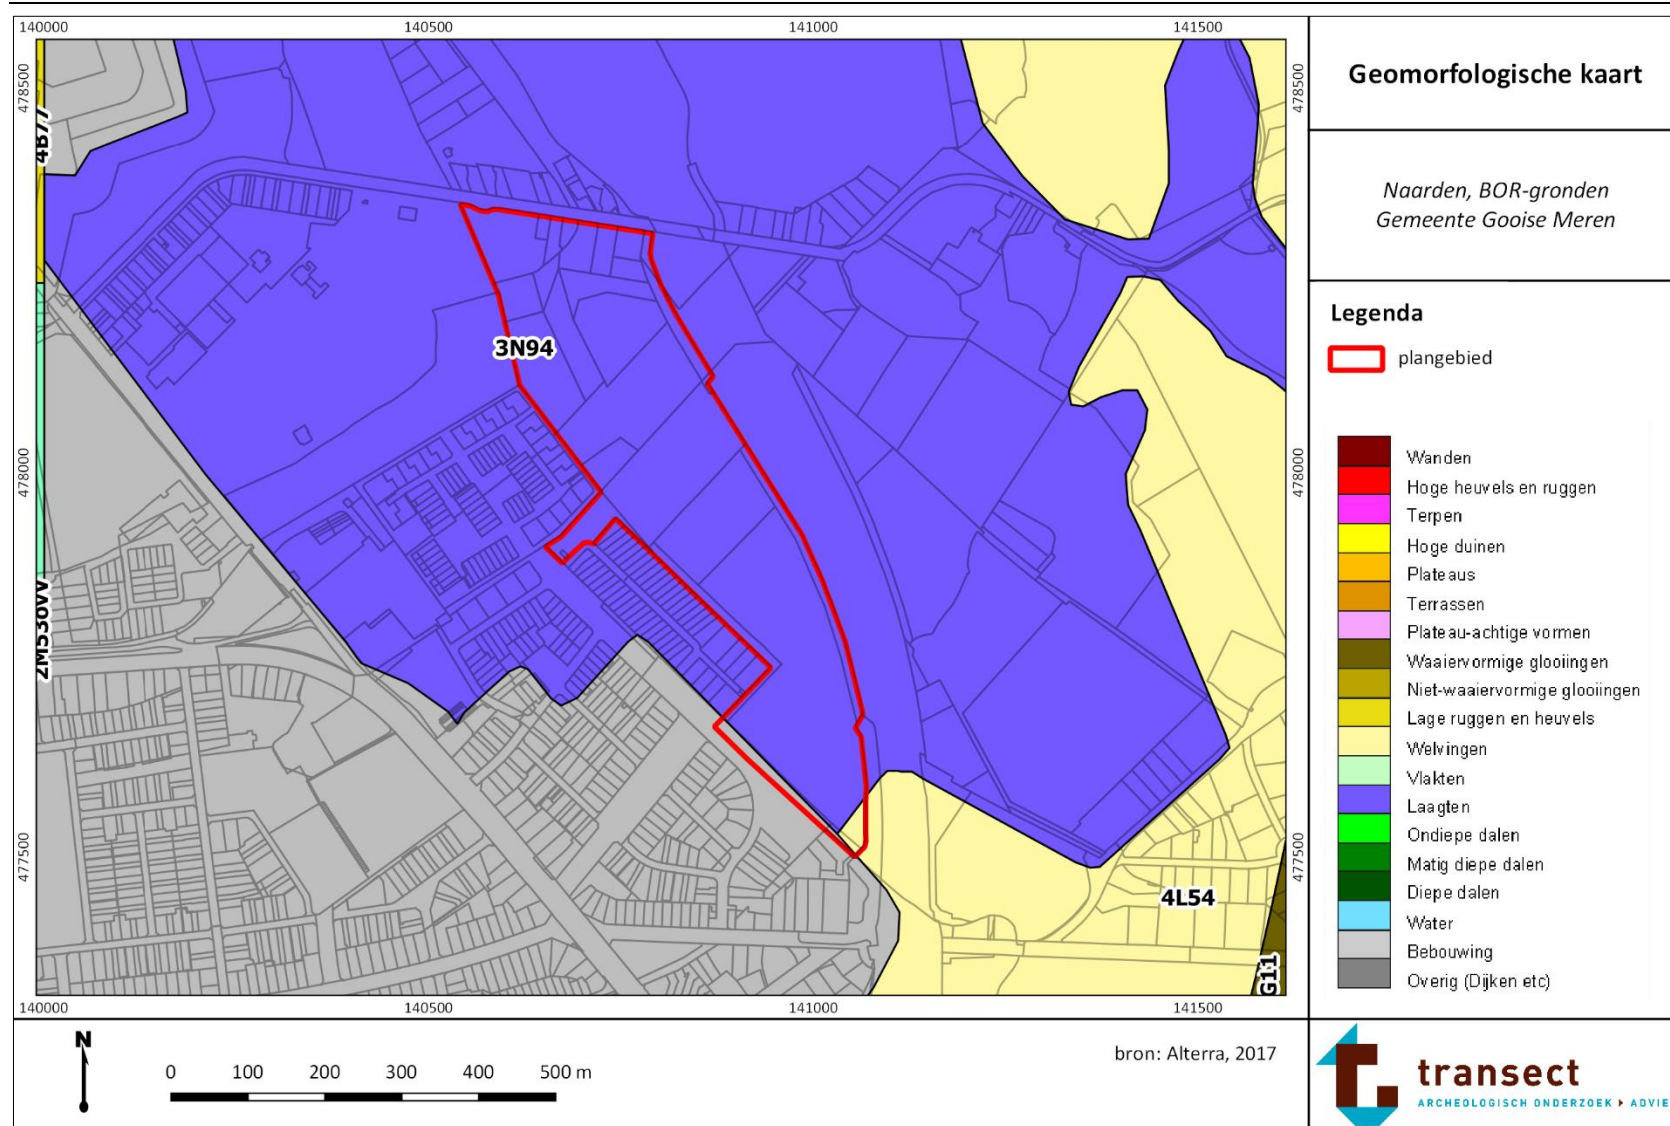 140000 140500 141000 141500
478500
478000
477500
478500
478000
477500
4B77
3N94
2M53ovv
4L54
G11
140000 140500 141000 141500
Geomorfologische kaart
Naarden, BOR-gronden
Gemeente Gooise Meren
Legenda
plangebied
Wanden
Hoge heuvels en ruggen
Terpen
Hoge duinen
Plateaus
Terrassen
Plateau-achtige vormen
Waaiervormige glooiingen
Niet-waaiervormige glooiingen
Lage ruggen en heuvels
Welvingen
Vlakten
Laagten
Ondiepe dalen
Matig diepe dalen
Diepe dalen
Water
Bebouwing
Overig (Dijken etc)
N
0 100 200 300 400 500 m
bron: Alterra, 2017
transect
ARCHEOLOGISCH ONDERZOEK ADVIE